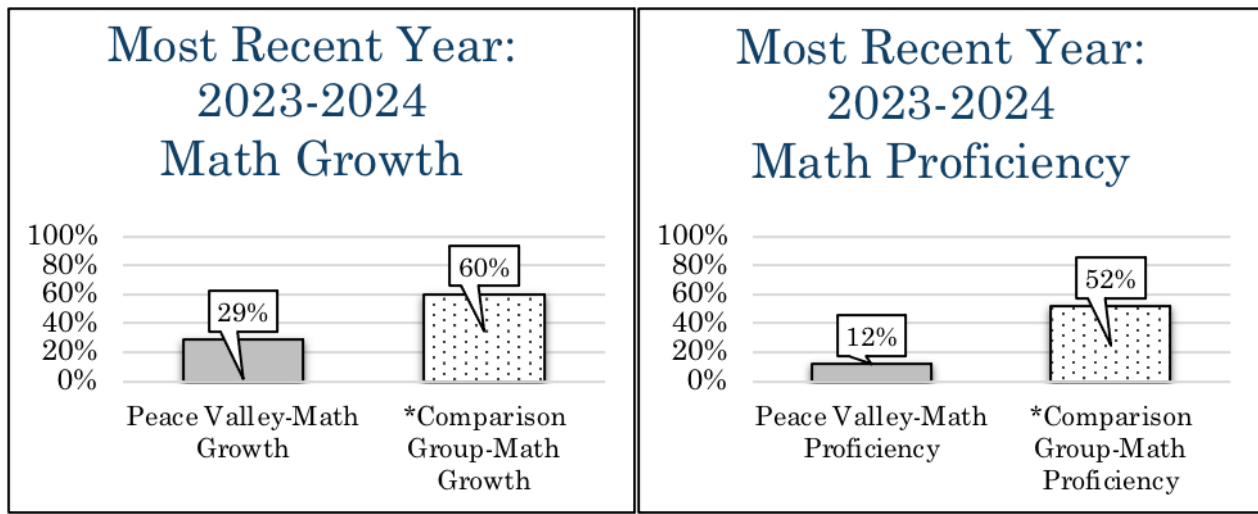 Most Recent Year:
2023-2024
Math Growth
100%
80%
60%
40%
20%
0%
29%
60%
Peace Valley-Math
Growth
*Comparison
Group-Math
Growth
Most Recent Year:
2023-2024
Math Proficiency
100%
80%
60%
40%
20%
0%
12%
52%
Peace Valley-Math
Proficiency
*Comparison
Group-Math
Proficiency